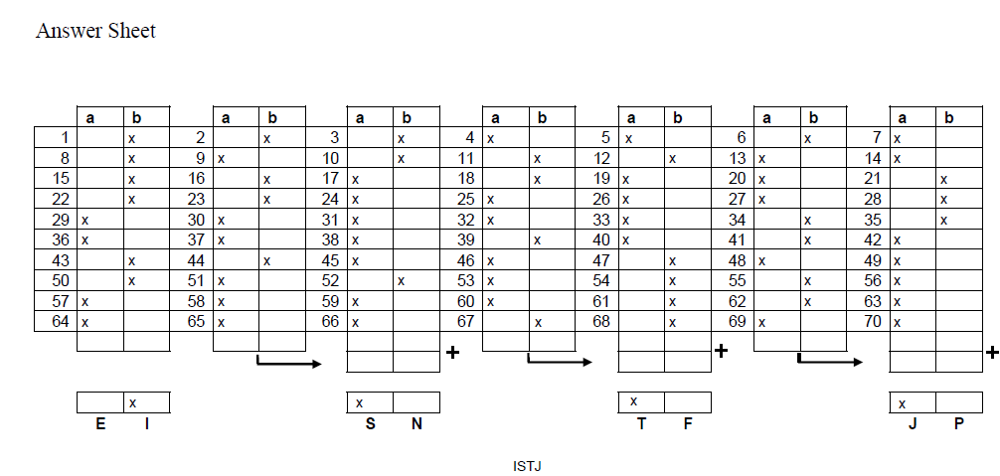 Answer Sheet
a b a b a b a b a b a b a b
1 x 2 x 3 x 4 x 5 x 6 x 7 x
8 x 9 x 10 x 11 x 12 x 13 x 14 x
15 x 16 x 17 x 18 x 19 x 20 x 21 x
22 x 23 x 24 x 25 x 26 x 27 x 28 x
29 x 30 x 31 x 32 x 33 x 34 x 35 x
36 x 37 x 38 x 39 x 40 x 41 x 42 x
43 x 44 x 45 x 46 x 47 x 48 x 49 x
50 x 51 x 52 x 53 x 54 x 55 x 56 x
57 x 58 x 59 x 60 x 61 x 62 x 63 x
64 x 65 x 66 x 67 x 68 x 69 x 70 x
+ + +
x x x x
E I S N T F J P
ISTJ